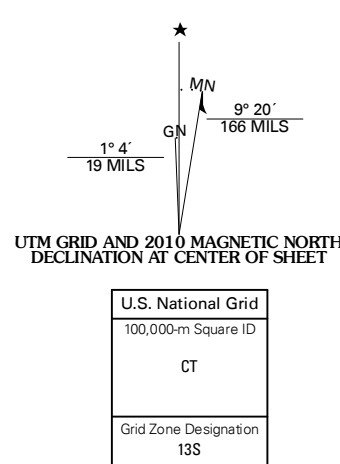 MN
GN
9° 20´
166 MILS
1° 4´
19 MILS
UTM GRID AND 2010 MAGNETIC NORTH
DECLINATION AT CENTER OF SHEET
U.S. National Grid
100,000-m Square ID
CT
Grid Zone Designation
13S